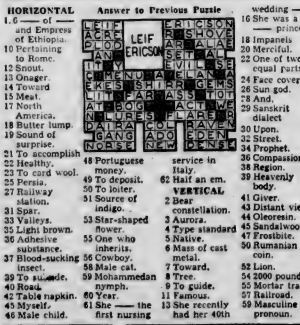 HORIZONTAL
1,6 — of —
and Empress
of Ethiopia.
10 Pertaining
to Rome.
12 Snout.
13 Onager.
14 Toward
15 Meat.
17 North
America.
18 Butter lump.
19 Sound of
surprise.
21 To accomplish
22 Healthy.
23 To card wool.
25 Persia.
27 Railway
station.
31 Spar.
33 Valleys.
35 Light brown.
36 Adhesive
substance.
37 Blood-sucking
insect.
39 To
40 Road.
42 Table napkin.
45 Myself.
46 Male child.
Answer to Previous Puzzle
LEIF
ERICSON
LEIF
ERICSON
48 Portuguese
money.
49 To deposit.
50 To loiter.
51 Source of
indigo.
53 Star-shaped
flower.
55 One who
inherits.
56 Cowboy.
58 Male cat.
59 Mohammedan
nymph.
60 Year.
61 She — the
first nursing
service in
Italy.
62 Half an em.
VERTICAL
2 Bear
constellation.
3 Aurora.
4 Type standard
5 Native.
6 Mass of cast
metal.
7 Toward.
8 Tree.
9 To guide.
11 Famous.
13 She recently
had her 40th
wedding
16 She was a
— prince
18 Impanels
20 Merciful.
22 One of two
equal parts
24 Face cover
26 Sun god.
28 And.
29 Sanskrit
dialect
30 Upon.
32 Street.
34 Prophet.
36 Compassion
38 Region.
39 Heavenly
body.
41 Giver.
43 Distant view
44 Oleoresin.
45 Sandalwood
47 Frostbite.
50 Rumanian
coin.
52 Lion.
54 2000 pound
55 Mortar tra
57 Railroad.
59 Masculine
pronoun.